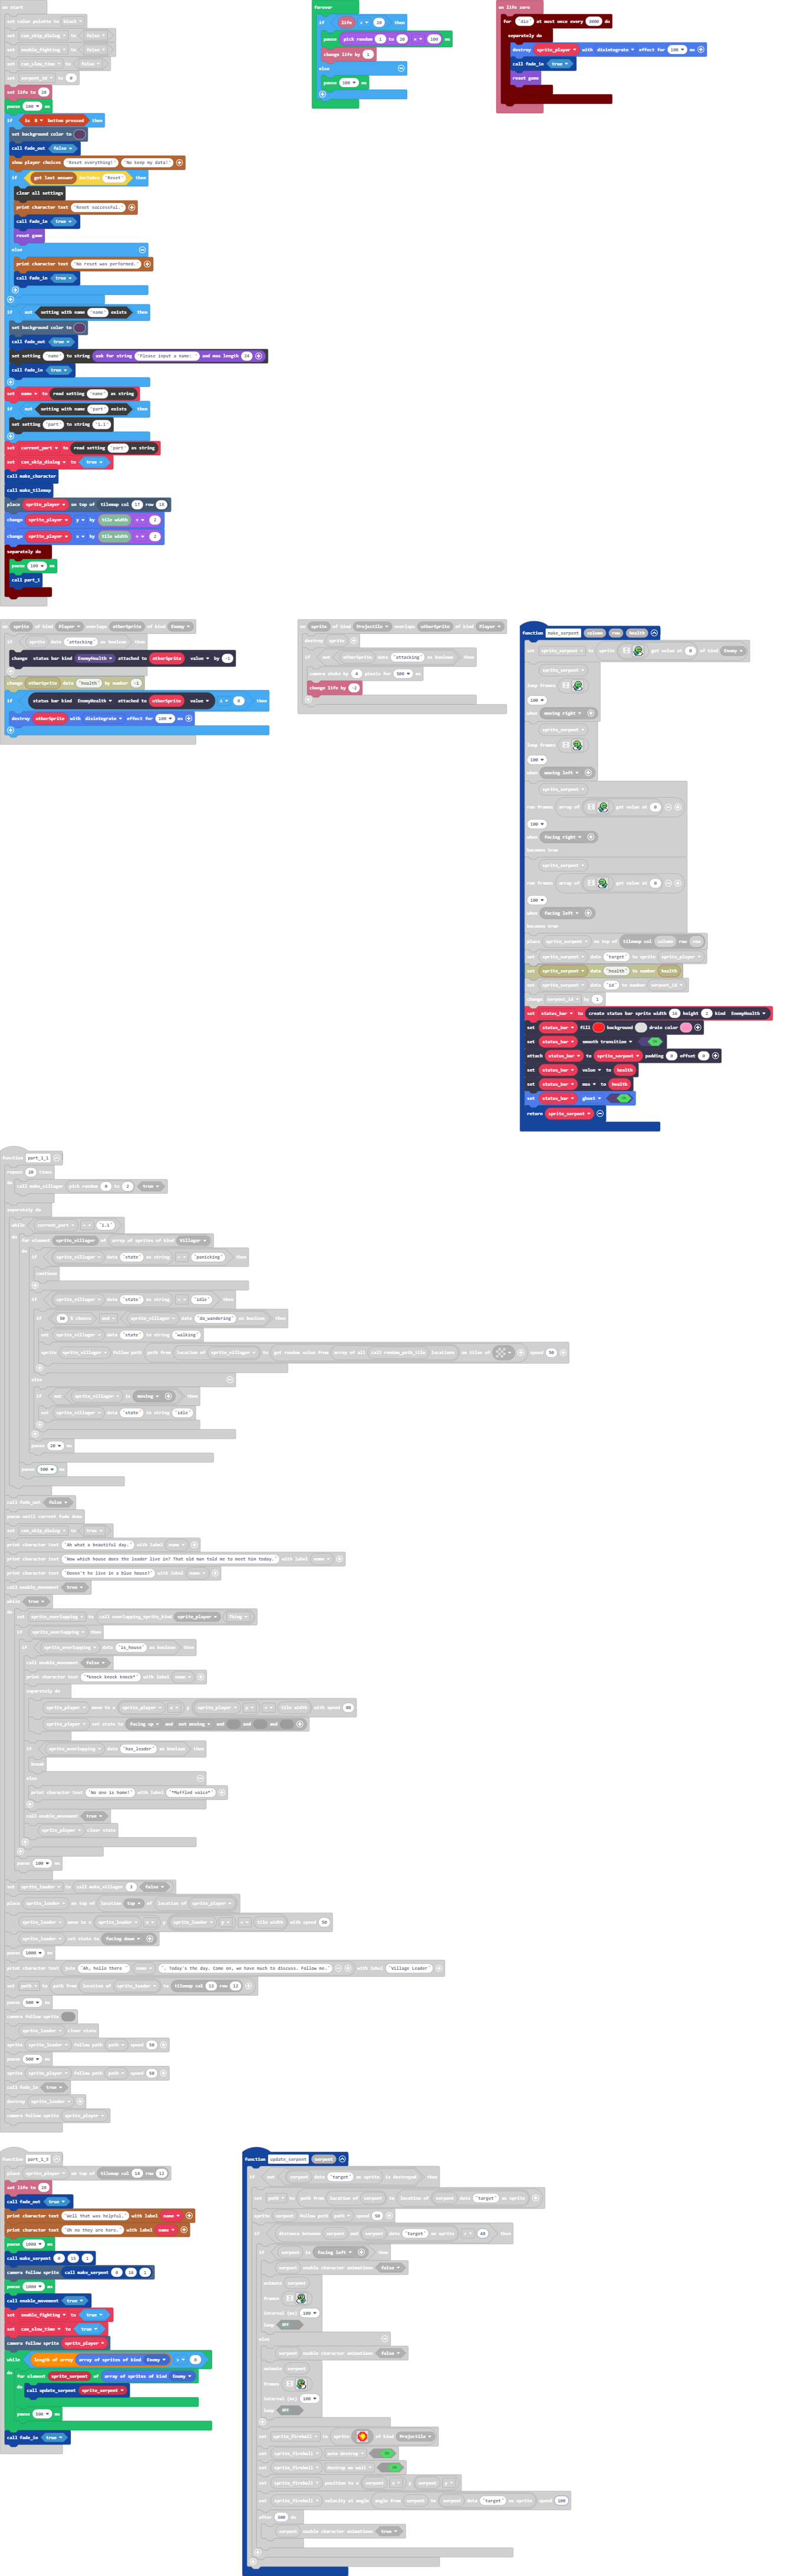 on start
set color palette to black
set can_skip_dialog to false
set enable_fighting to false
set can_slow_time to false
set serpent_id to 0
set life to 20
pause 100 ms
if is B button pressed then
set background color to
call fade_out false
show player choices "Reset everything!" "No keep my data!"
if get last answer includes "Reset" then
clear all settings
print character text "Reset successful."
call fade_in true
reset game
else
print character text "No reset was performed."
call fade_in true
if not setting with name "name" exists then
set background color to
call fade_out true
set setting "name" to string ask for string "Please input a name: " and max length 24
call fade_in true
set name to read setting "name" as string
if not setting with name "part" exists then
set setting "part" to string "1.1"
set current_part to read setting "part" as string
set can_skip_dialog to true
call make_character
call make_tilemap
place sprite_player on top of tilemap col 17 row 18
change sprite_player y by tile width ÷ 2
change sprite_player x by tile width ÷ 2
separately do
pause 100 ms
call part_1
forever
if life < 20 then
pause pick random 1 to 20 × 100 ms
change life by 1
else
pause 100 ms
on life zero
for "die" at most once every 5000 do
separately do
destroy sprite_player with disintegrate effect for 100 ms
call fade_in true
reset game
on sprite of kind Player overlaps otherSprite of kind Enemy
if sprite data "attacking" as boolean then
change status bar kind EnemyHealth attached to otherSprite value by -1
change otherSprite data "health" by number -1
if status bar kind EnemyHealth attached to otherSprite value ≤ 0 then
destroy otherSprite with disintegrate effect for 100 ms
on sprite of kind Projectile overlaps otherSprite of kind Player
destroy sprite
if not otherSprite data "attacking" as boolean then
camera shake by 4 pixels for 500 ms
change life by -2
function make_serpent column row health
set sprite_serpent to sprite get value at 0 of kind Enemy
sprite_serpent
loop frames
100
when moving right
sprite_serpent
loop frames
100
when moving left
sprite_serpent
run frames array of get value at 0
100
when facing right
becomes true
sprite_serpent
run frames array of get value at 0
100
when facing left
becomes true
place sprite_serpent on top of tilemap col column row row
set sprite_serpent data "target" to sprite sprite_player
set sprite_serpent data "health" to number health
set sprite_serpent data "id" to number serpent_id
change serpent_id by 1
set status_bar to create status bar sprite width 16 height 2 kind EnemyHealth
set status_bar fill background drain color
set status_bar smooth transition ON
attach status_bar to sprite_serpent padding 0 offset 0
set status_bar value to health
set status_bar max to health
set status_bar ghost ON
return sprite_serpent
function part_1_1
repeat 20 times
do call make_villager pick random 0 to 2 true
separately do
while current_part = "1.1"
do for element sprite_villager of array of sprites of kind Villager
do if sprite_villager data "state" as string = "panicking" then
continue
if sprite_villager data "state" as string = "idle" then
if 50 % chance and sprite_villager data "do_wandering" as boolean then
set sprite_villager data "state" to string "walking"
sprite sprite_villager follow path path from location of sprite_villager to get random value from array of all call random_path_tile locations on tiles of speed 50
else
if not sprite_villager is moving then
set sprite_villager data "state" to string "idle"
pause 20 ms
pause 500 ms
call fade_out false
pause until current fade done
set can_skip_dialog to true
print character text "Ah what a beautiful day." with label name
print character text "Now which house does the leader live in? That old man told me to meet him today." with label name
print character text "Doesn't he live in a blue house?" with label name
call enable_movement true
while true
do set sprite_overlapping to call overlapping_sprite_kind sprite_player Thing
if sprite_overlapping then
if sprite_overlapping data "is_house" as boolean then
call enable_movement false
print character text "*knock knock knock*" with label name
separately do
sprite_player move to x sprite_player x y sprite_player y + tile width with speed 80
sprite_player set state to facing up and not moving and and and
if sprite_overlapping data "has_leader" as boolean then
break
else
print character text "No one is home!" with label "*Muffled voice*"
call enable_movement true
sprite_player clear state
pause 100 ms
set sprite_leader to call make_villager 3 false
place sprite_leader on top of location top of location of sprite_player
sprite_leader move to x sprite_leader x y sprite_leader y + tile width with speed 50
sprite_leader set state to facing down
pause 1000 ms
print character text join "Ah, hello there " name ". Today's the day. Come on, we have much to discuss. Follow me." with label "Village Leader"
set path to path from location of sprite_leader to tilemap col 13 row 12
pause 500 ms
camera follow sprite
sprite_leader clear state
sprite sprite_leader follow path path speed 50
pause 500 ms
sprite sprite_player follow path path speed 50
call fade_in true
destroy sprite_leader
camera follow sprite sprite_player
function part_1_3
place sprite_player on top of tilemap col 14 row 12
set life to 20
call fade_out true
print character text "Well that was helpful." with label name
print character text "Oh no they are here." with label name
pause 1000 ms
call make_serpent 0 15 1
camera follow sprite call make_serpent 0 16 1
pause 1000 ms
call enable_movement true
set enable_fighting to true
set can_slow_time to true
camera follow sprite sprite_player
while length of array array of sprites of kind Enemy > 0
do for element sprite_serpent of array of sprites of kind Enemy
do call update_serpent sprite_serpent
pause 500 ms
call fade_in true
function update_serpent serpent
if not serpent data "target" as sprite is destroyed then
set path to path from location of serpent to location of serpent data "target" as sprite
sprite serpent follow path path speed 50
if distance between serpent and serpent data "target" as sprite < 48 then
if serpent is facing left then
serpent enable character animations false
animate serpent
frames
interval (ms) 100
loop OFF
else
serpent enable character animations false
animate serpent
frames
interval (ms) 100
loop OFF
set sprite_fireball to sprite of kind Projectile
set sprite_fireball auto destroy ON
set sprite_fireball destroy on wall ON
set sprite_fireball position to x serpent x y serpent y
set sprite_fireball velocity at angle angle from serpent to serpent data "target" as sprite speed 100
after 300 ms
serpent enable character animations true